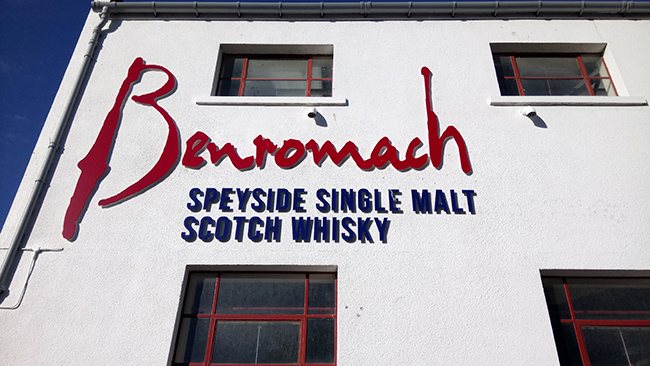 Benromach
SPEYSIDE SINGLE MALT
SCOTCH WHISKY